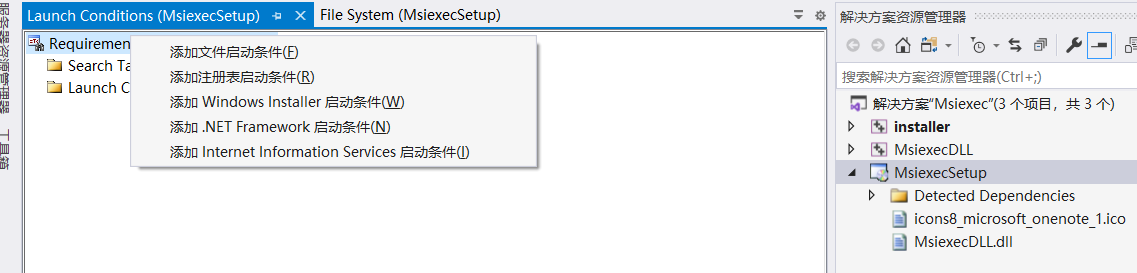 Launch Conditions (MsiexecSetup)
File System (MsiexecSetup)
Requiremen
Search Ta
Launch C
添加文件启动条件(F)
添加注册表启动条件(R)
添加 Windows Installer 启动条件(W)
添加 .NET Framework 启动条件(N)
添加 Internet Information Services 启动条件(I)
服务器资源管理器
工具箱
解决方案资源管理器
搜索解决方案资源管理器(Ctrl+;)
解决方案"Msiexec"(3 个项目，共 3 个)
installer
MsiexecDLL
MsiexecSetup
Detected Dependencies
icons8_microsoft_onenote_1.ico
MsiexecDLL.dll